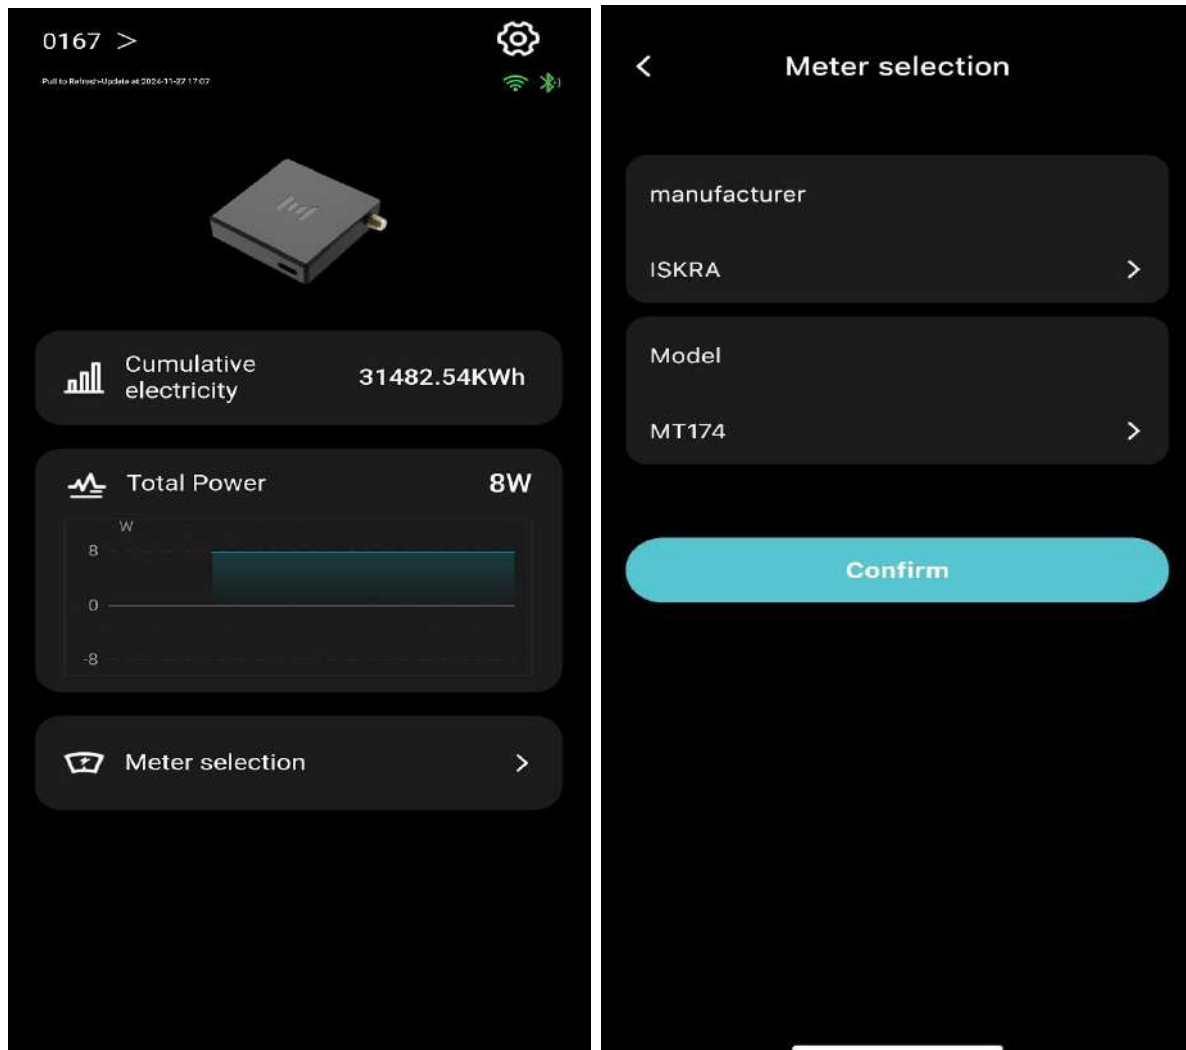 0167 >
Pull to Refresh-Update at 2024-11-27 17:07
Cumulative
electricity
31482.54KWh
Total Power
8W
W
8
0
-8
Meter selection
Meter selection
manufacturer
ISKRA
Model
MT174
Confirm